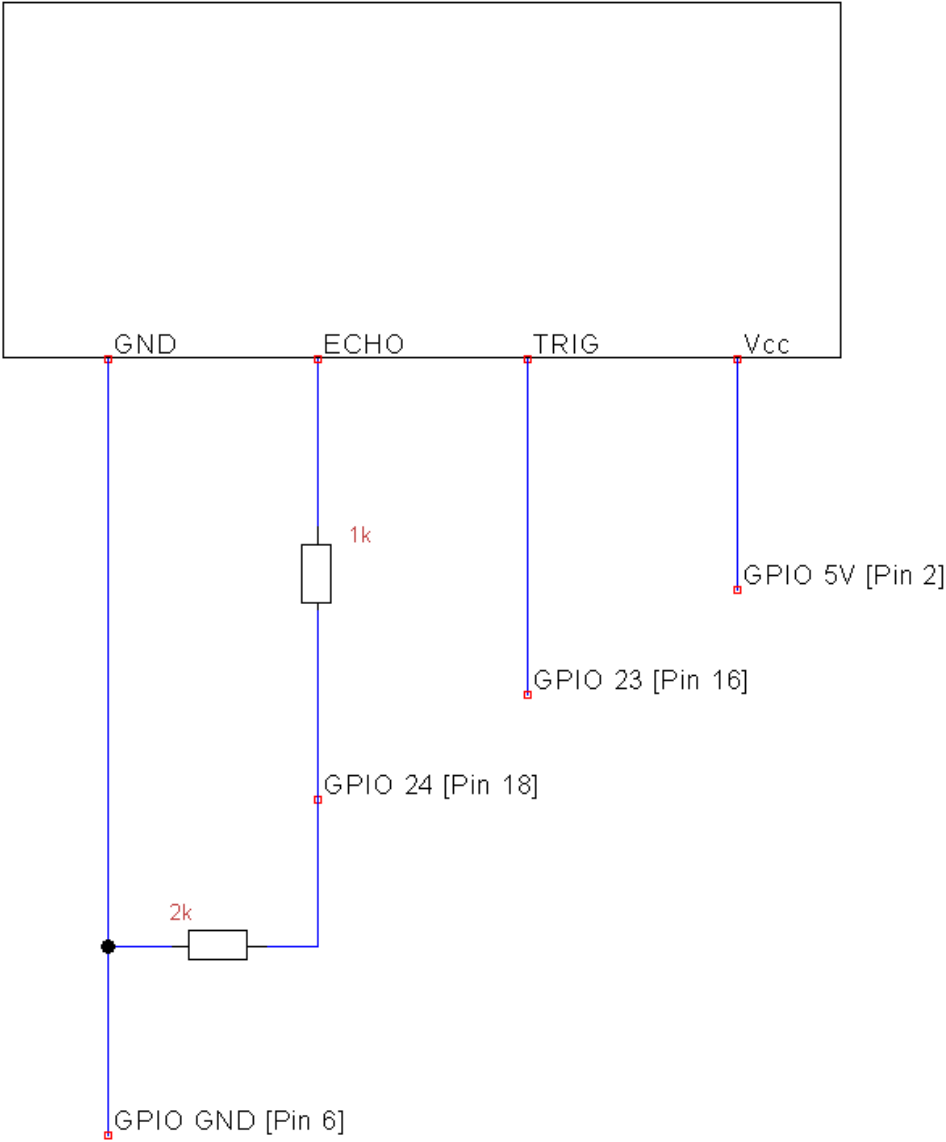 GND
ECHO
TRIG
Vcc
1k
GPIO 5V [Pin 2]
GPIO 23 [Pin 16]
GPIO 24 [Pin 18]
2k
GPIO GND [Pin 6]